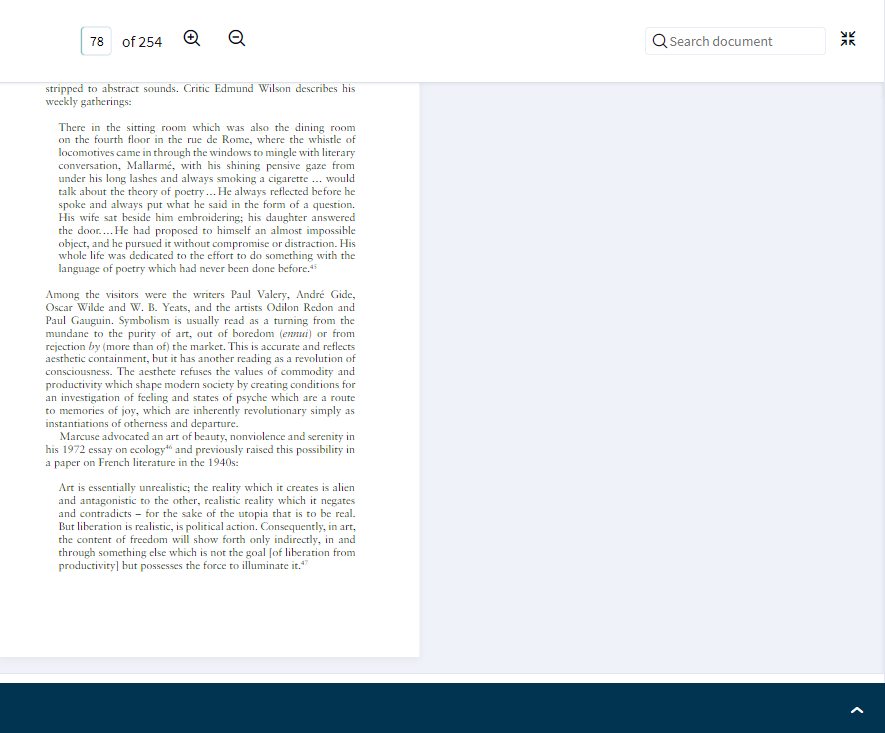 78 of 254 Search document
stripped to abstract sounds. Critic Edmund Wilson describes his
weekly gatherings:
There in the sitting room which was also the dining room
on the fourth floor in the rue de Rome, where the whistle of
locomotives came in through the windows to mingle with literary
conversation, Mallarmé, with his shining pensive gaze from
under his long lashes and always smoking a cigarette … would
talk about the theory of poetry … He always reflected before he
spoke and always put what he said in the form of a question.
His wife sat beside him embroidering; his daughter answered
the door.… He had proposed to himself an almost impossible
object, and he pursued it without compromise or distraction. His
whole life was dedicated to the effort to do something with the
language of poetry which had never been done before.45
Among the visitors were the writers Paul Valery, André Gide,
Oscar Wilde and W. B. Yeats, and the artists Odilon Redon and
Paul Gauguin. Symbolism is usually read as a turning from the
mundane to the purity of art, out of boredom (ennui) or from
rejection by (more than of) the market. This is accurate and reflects
aesthetic containment, but it has another reading as a revolution of
consciousness. The aesthete refuses the values of commodity and
productivity which shape modern society by creating conditions for
an investigation of feeling and states of psyche which are a route
to memories of joy, which are inherently revolutionary simply as
instantiations of otherness and departure.
Marcuse advocated an art of beauty, nonviolence and serenity in
his 1972 essay on ecology46 and previously raised this possibility in
a paper on French literature in the 1940s:
Art is essentially unrealistic; the reality which it creates is alien
and antagonistic to the other, realistic reality which it negates
and contradicts – for the sake of the utopia that is to be real.
But liberation is realistic, is political action. Consequently, in art,
the content of freedom will show forth only indirectly, in and
through something else which is not the goal [of liberation from
productivity] but possesses the force to illuminate it.47